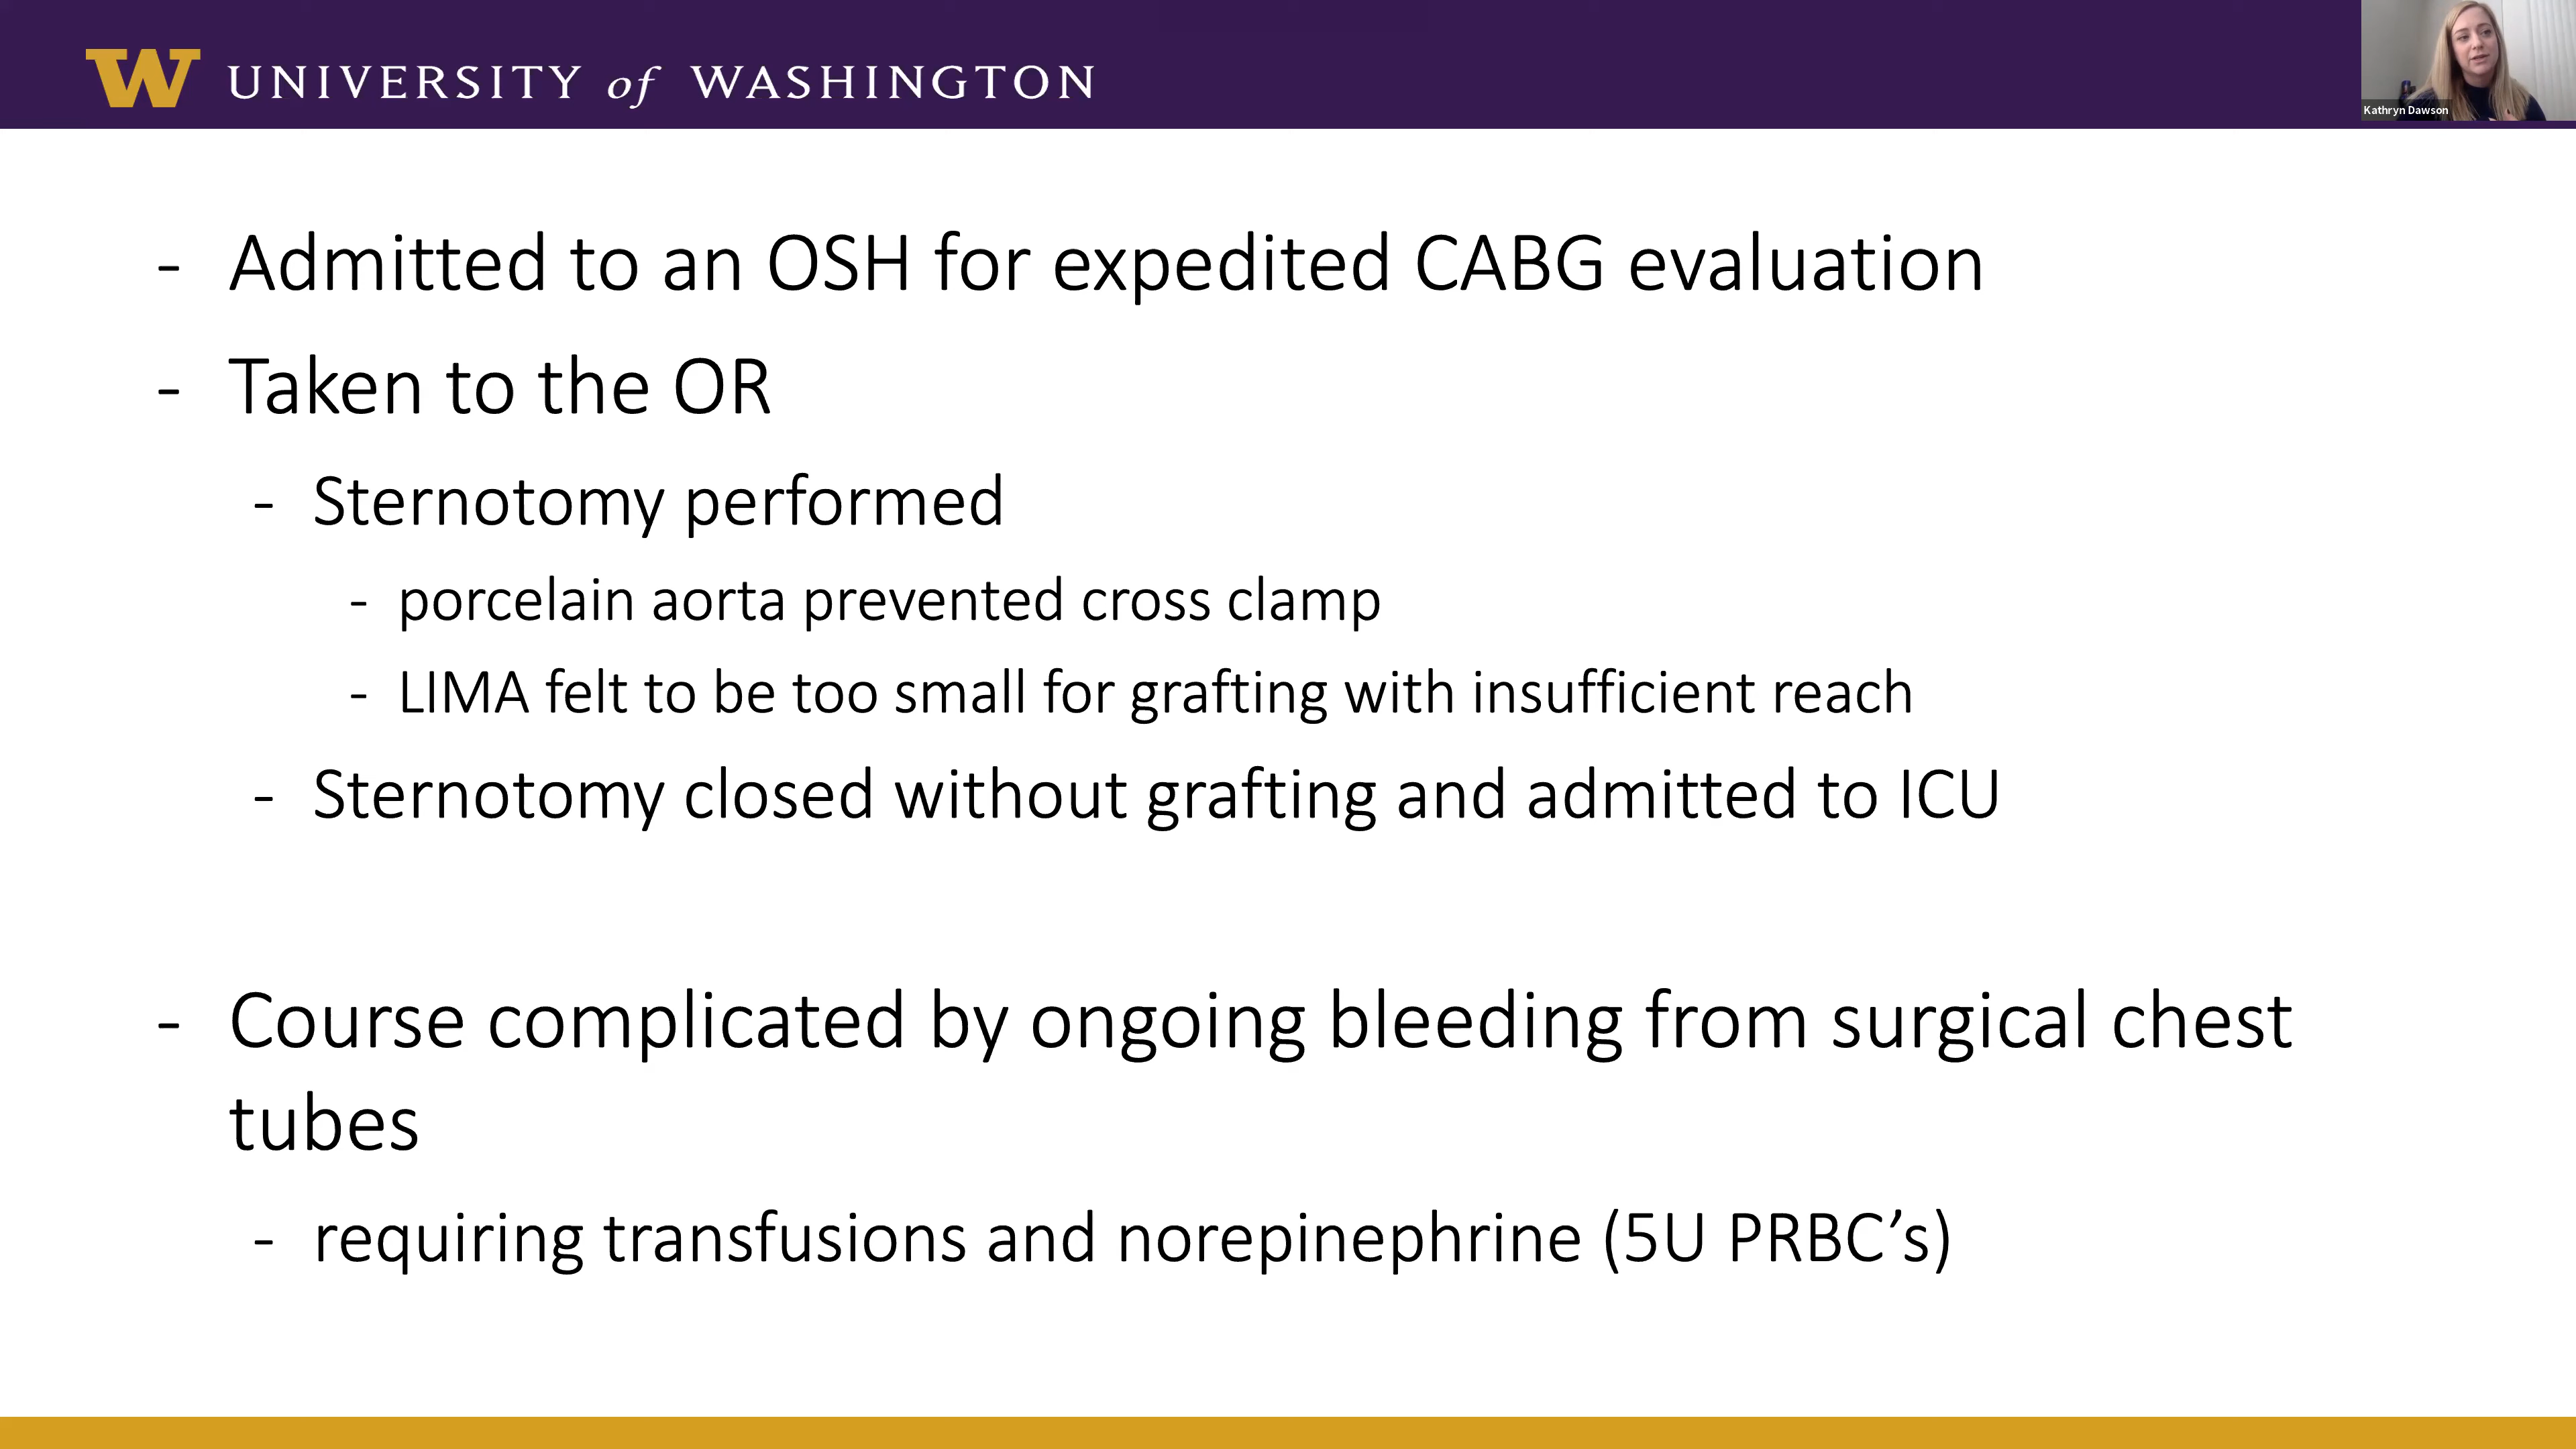 W UNIVERSITY of WASHINGTON
Kathryn Dawson
- Admitted to an OSH for expedited CABG evaluation
- Taken to the OR
- Sternotomy performed
- porcelain aorta prevented cross clamp
- LIMA felt to be too small for grafting with insufficient reach
- Sternotomy closed without grafting and admitted to ICU
- Course complicated by ongoing bleeding from surgical chest
tubes
- requiring transfusions and norepinephrine (5U PRBC’s)